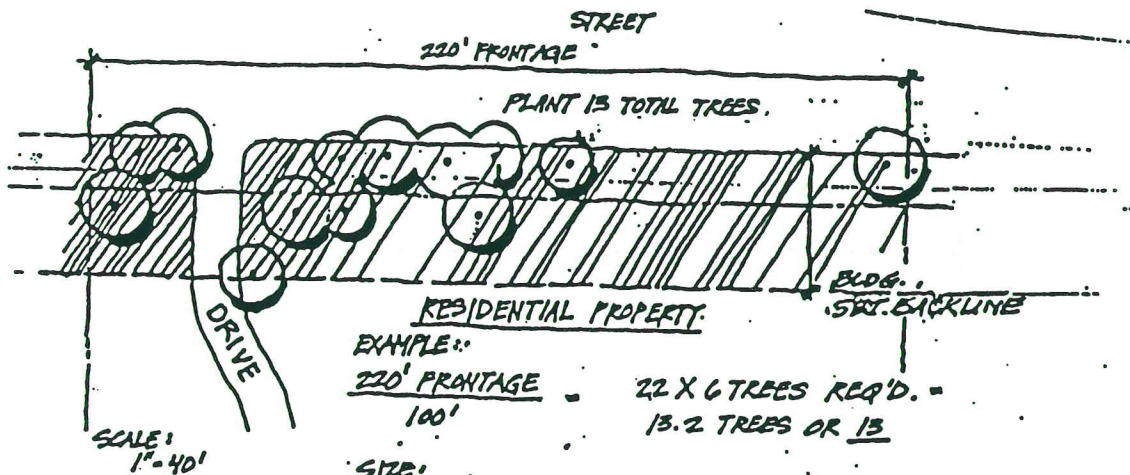 STREET
220' FRONTAGE
PLANT 13 TOTAL TREES.
BLDG.
SET. BACKLINE
RESIDENTIAL PROPERTY.
DRIVE
EXAMPLE:
220' FRONTAGE
100'
= 22 X 6 TREES REQ'D. =
13.2 TREES OR 13
SCALE:
1"=40'
SIZE: